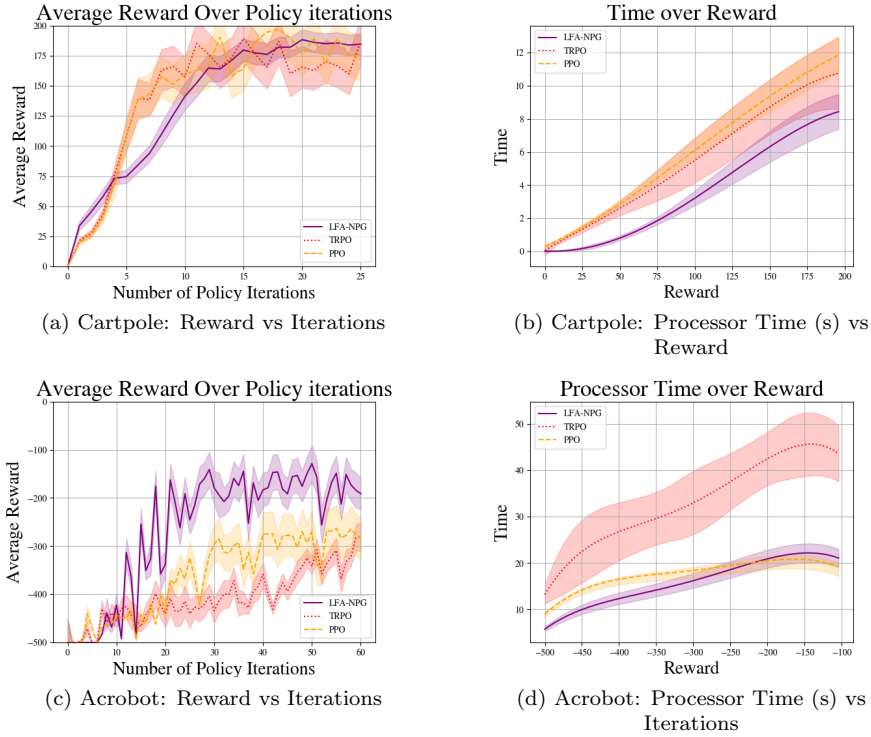 Average Reward Over Policy iterations
200
175
150
125
100
75
50
25
0
Average Reward
LFA-NPG
TRPO
PPO
0 5 10 15 20 25
Number of Policy Iterations
(a) Cartpole: Reward vs Iterations
Time over Reward
LFA-NPG
TRPO
PPO
12
10
8
6
4
2
0
Time
0 25 50 75 100 125 150 175 200
Reward
(b) Cartpole: Processor Time (s) vs
Reward
Average Reward Over Policy iterations
0
−100
−200
−300
−400
−500
Average Reward
LFA-NPG
TRPO
PPO
0 10 20 30 40 50 60
Number of Policy Iterations
(c) Acrobot: Reward vs Iterations
Processor Time over Reward
LFA-NPG
TRPO
PPO
50
40
30
20
10
Time
−500 −450 −400 −350 −300 −250 −200 −150 −100
Reward
(d) Acrobot: Processor Time (s) vs
Iterations